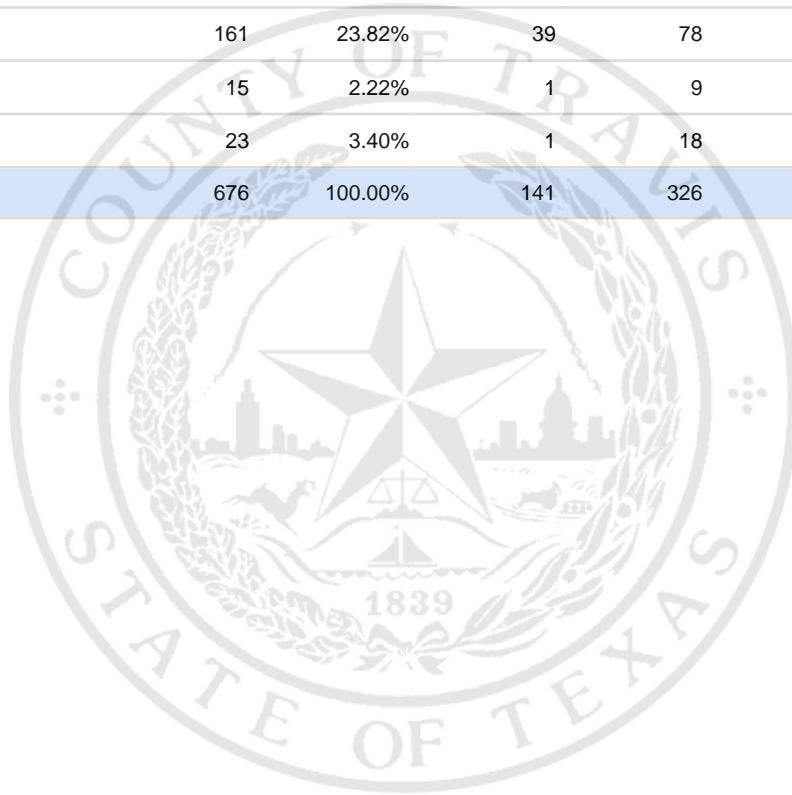 161 23.82% 39 78
15 2.22% 1 9
23 3.40% 1 18
676 100.00% 141 326
COUNTY OF TRAVIS
1839
STATE OF TEXAS